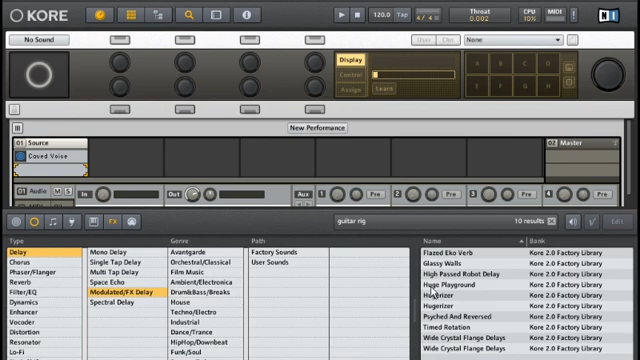 KORE
120.0 Tap 4 / 4 Throat 0.002 CPU 10% MIDI NI
No Sound User Ctn None
Display
Control
Assign Learn
A B C D
E F G H
New Performance
01 Source 02 Master
Caved Voice
01 Audio M S In Out Aux 1 Pre 2 Pre 3 Pre 4 Pre
FX guitar rig 10 results Edit
Type Genre Path Name Bank
Delay Mono Delay Avantgarde Factory Sounds Flazed Eko Verb Kore 2.0 Factory Library
Chorus Single Tap Delay Orchestral/Classical User Sounds Glassy Walls Kore 2.0 Factory Library
Phaser/Flanger Multi Tap Delay Film Music High Passed Robot Delay Kore 2.0 Factory Library
Reverb Space Echo Ambient/Electronica Huge Playground Kore 2.0 Factory Library
Filter/EQ Modulated/FX Delay Drum&Bass/Breaks Hugerizer Kore 2.0 Factory Library
Dynamics Spectral Delay House Hugerizer Kore 2.0 Factory Library
Enhancer Techno/Electro Psyched And Reversed Kore 2.0 Factory Library
Vocoder Industrial Timed Rotation Kore 2.0 Factory Library
Distortion Dance/Trance Wide Crystal Flange Delays Kore 2.0 Factory Library
Resonator HipHop/Downbeat Wide Crystal Flange Delays Kore 2.0 Factory Library
Lo-Fi Funk/Soul